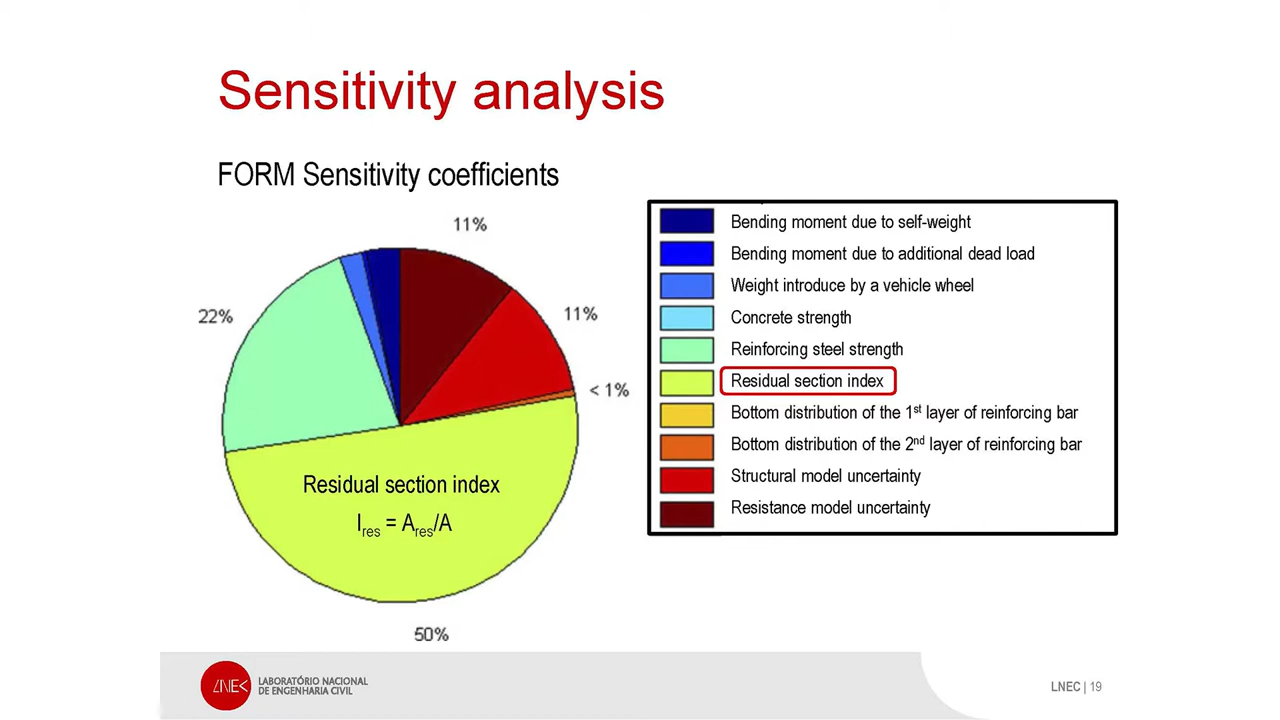 Sensitivity analysis
FORM Sensitivity coefficients
11%
11%
< 1%
22%
50%
Residual section index
Ires = Ares/A
Bending moment due to self-weight
Bending moment due to additional dead load
Weight introduce by a vehicle wheel
Concrete strength
Reinforcing steel strength
Residual section index
Bottom distribution of the 1st layer of reinforcing bar
Bottom distribution of the 2nd layer of reinforcing bar
Structural model uncertainty
Resistance model uncertainty
LNEC
LABORATÓRIO NACIONAL
DE ENGENHARIA CIVIL
LNEC | 19